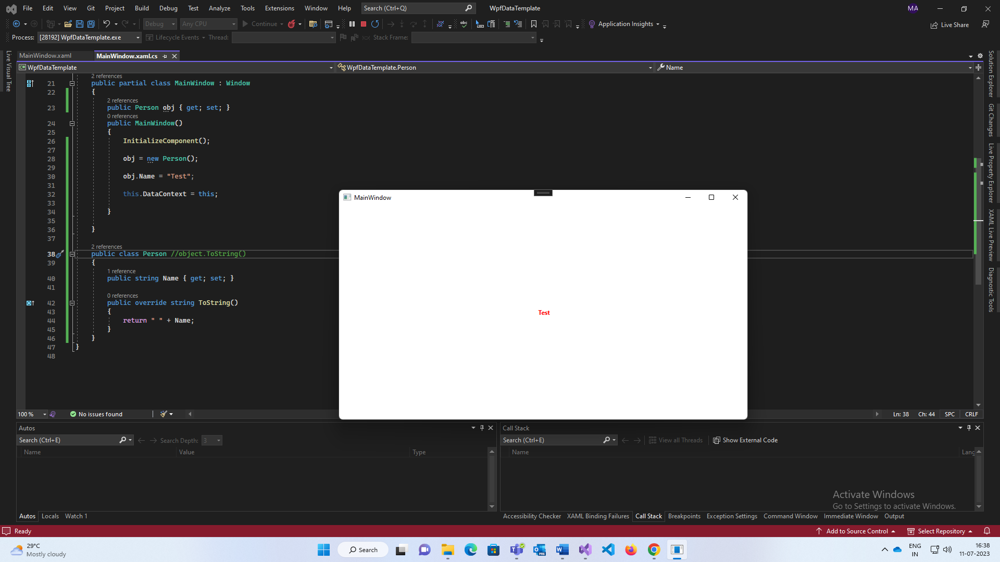 File Edit View Git Project Build Debug Test Analyze Tools Extensions Window Help Search (Ctrl+Q) WpfDataTemplate MA
Debug Any CPU Continue Application Insights Live Share
Process: [28192] WpfDataTemplate.exe Lifecycle Events Thread: Stack Frame:
MainWindow.xaml MainWindow.xaml.cs
WpfDataTemplate WpfDataTemplate.Person Name
Live Visual Tree
2 references
21 public partial class MainWindow : Window
22 {
2 references
23 public Person obj { get; set; }
0 references
24 public MainWindow()
25 {
26 InitializeComponent();
27
28 obj = new Person();
29
30 obj.Name = "Test";
31
32 this.DataContext = this;
33
34 }
35
36 }
37
2 references
38 public class Person //object.ToString()
39 {
1 reference
40 public string Name { get; set; }
41
0 references
42 public override string ToString()
43 {
44 return " " + Name;
45 }
46 }
47 }
48
MainWindow
Test
Solution Explorer
Git Changes
Live Property Explorer
XAML Live Preview
Diagnostic Tools
100 % No issues found Ln: 38 Ch: 44 SPC CRLF
Autos
Search (Ctrl+E) Search Depth: 3
Name Value Type
Autos Locals Watch 1
Call Stack
Search (Ctrl+E) View all Threads Show External Code
Name Lang
Activate Windows
Go to Settings to activate Windows.
Accessibility Checker XAML Binding Failures Call Stack Breakpoints Exception Settings Command Window Immediate Window Output
Ready Add to Source Control Select Repository
29°C
Mostly cloudy
Search
PRE
ENG
IN
16:38
11-07-2023